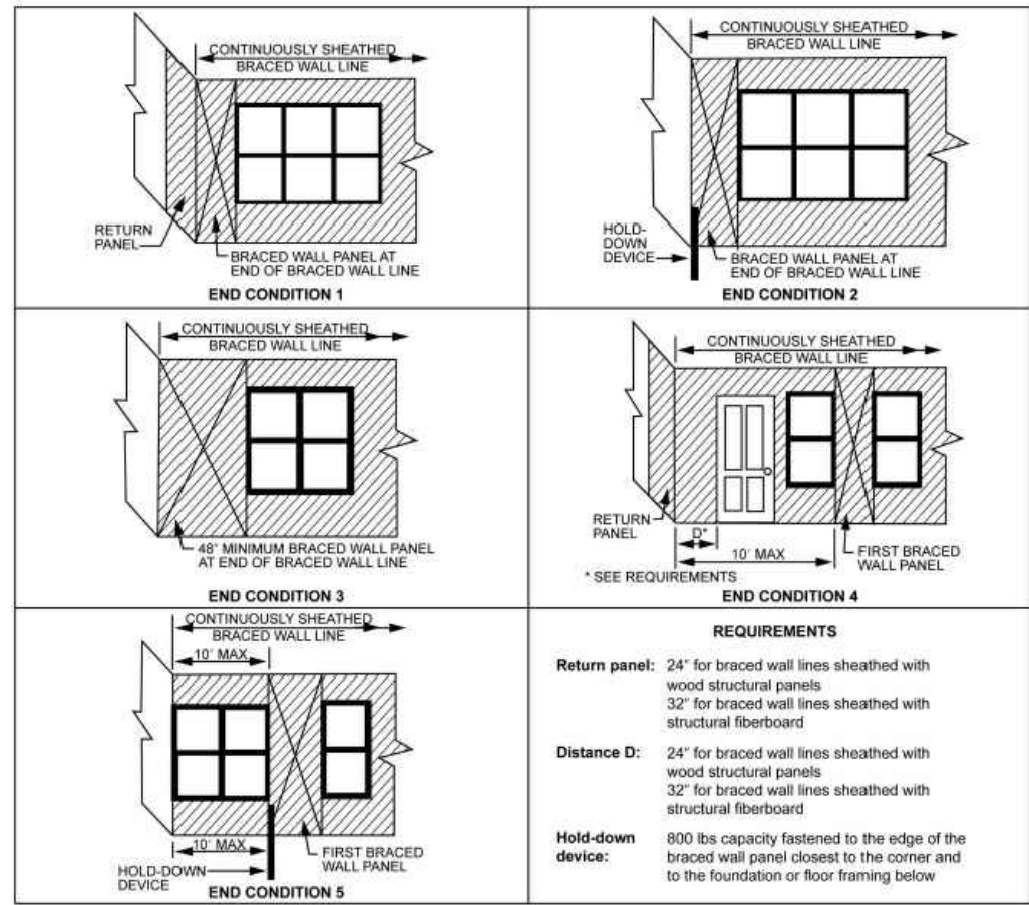 CONTINUOUSLY SHEATHED
BRACED WALL LINE
RETURN
PANEL
BRACED WALL PANEL AT
END OF BRACED WALL LINE
END CONDITION 1
CONTINUOUSLY SHEATHED
BRACED WALL LINE
HOLD-
DOWN
DEVICE
BRACED WALL PANEL AT
END OF BRACED WALL LINE
END CONDITION 2
CONTINUOUSLY SHEATHED
BRACED WALL LINE
48" MINIMUM BRACED WALL PANEL
AT END OF BRACED WALL LINE
END CONDITION 3
CONTINUOUSLY SHEATHED
BRACED WALL LINE
RETURN
PANEL
D*
10' MAX
FIRST BRACED
WALL PANEL
* SEE REQUIREMENTS
END CONDITION 4
CONTINUOUSLY SHEATHED
BRACED WALL LINE
10' MAX
10' MAX
FIRST BRACED
WALL PANEL
HOLD-DOWN
DEVICE
END CONDITION 5
REQUIREMENTS
Return panel: 24" for braced wall lines sheathed with
wood structural panels
32" for braced wall lines sheathed with
structural fiberboard
Distance D: 24" for braced wall lines sheathed with
wood structural panels
32" for braced wall lines sheathed with
structural fiberboard
Hold-down 800 lbs capacity fastened to the edge of the
device: braced wall panel closest to the corner and
to the foundation or floor framing below